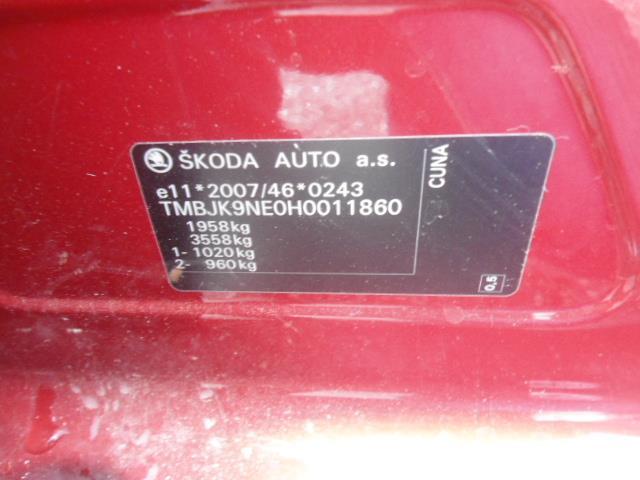 ŠKODA AUTO a.s.
e11*2007/46*0243
TMBJK9NE0H0011860
1958kg
3558kg
1- 1020kg
2- 960kg
CUNA
0,5